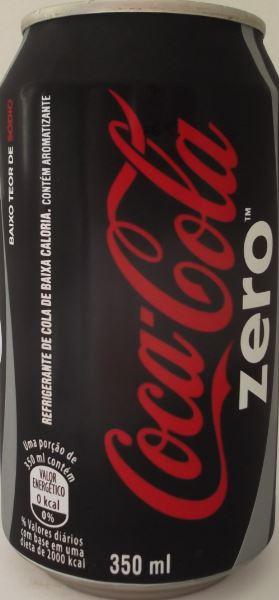 BAIXO TEOR DE SÓDIO
REFRIGERANTE DE COLA DE BAIXA CALORIA. CONTÉM AROMATIZANTE
Coca-Cola
zero™
Uma porção de
350 ml contém
VALOR
ENERGÉTICO
0 kcal
0%
% Valores diários
com base em uma
dieta de 2000 kcal
350 ml